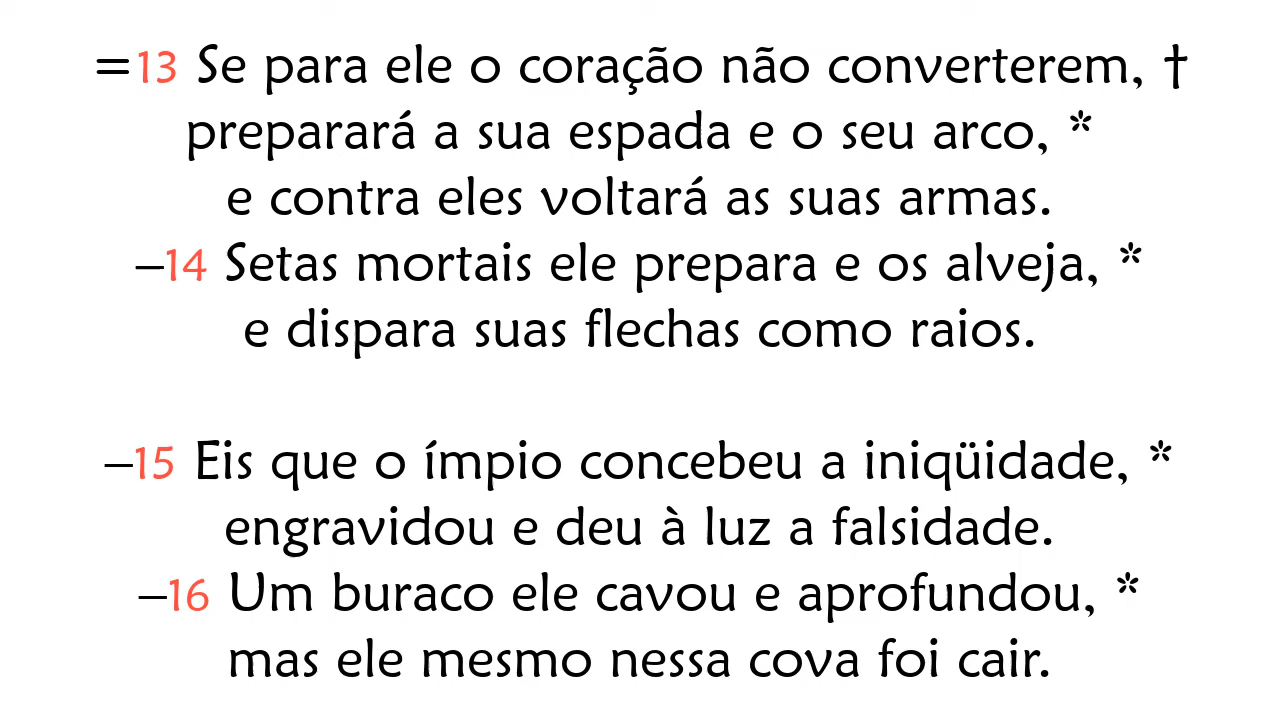 =13 Se para ele o coração não converterem, †
preparará a sua espada e o seu arco, *
e contra eles voltará as suas armas.
–14 Setas mortais ele prepara e os alveja, *
e dispara suas flechas como raios.
–15 Eis que o ímpio concebeu a iniqüidade, *
engravidou e deu à luz a falsidade.
–16 Um buraco ele cavou e aprofundou, *
mas ele mesmo nessa cova foi cair.